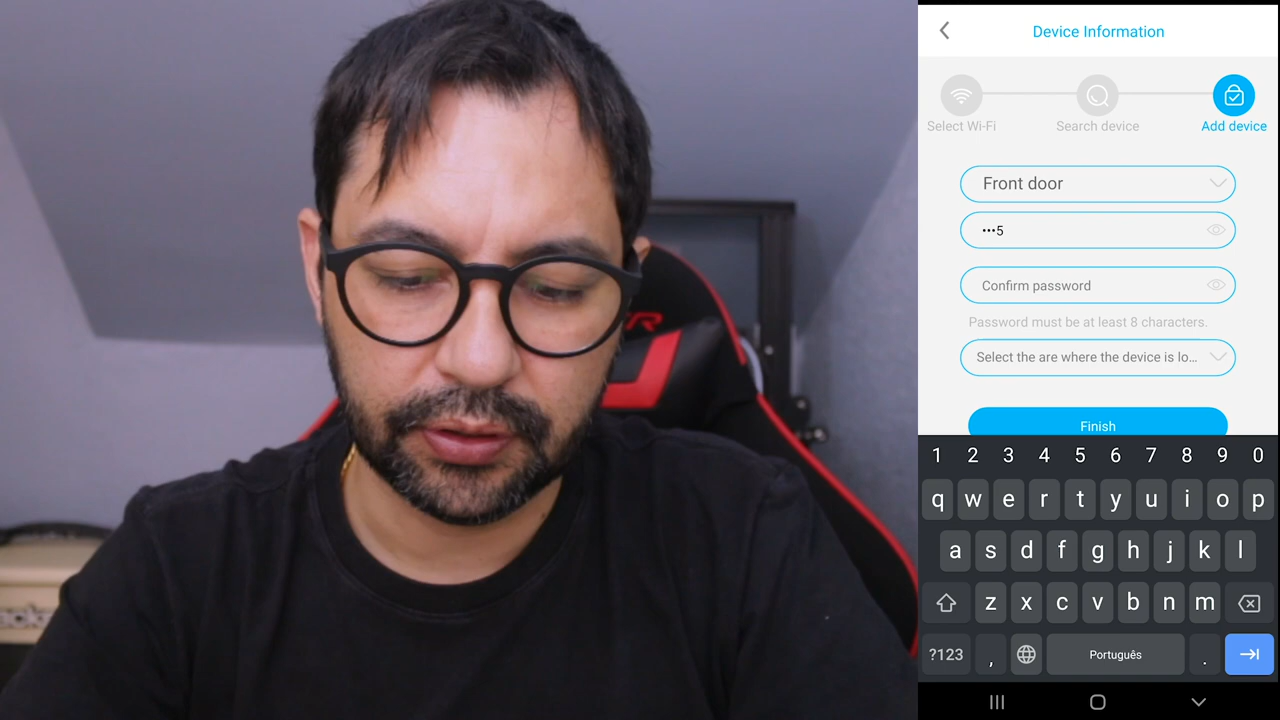 Device Information
Select Wi-Fi
Search device
Add device
Front door
•••5
Confirm password
Password must be at least 8 characters.
Select the are where the device is lo...
Finish
1 2 3 4 5 6 7 8 9 0
q w e r t y u i o p
a s d f g h j k l
z x c v b n m
?123 , Português .